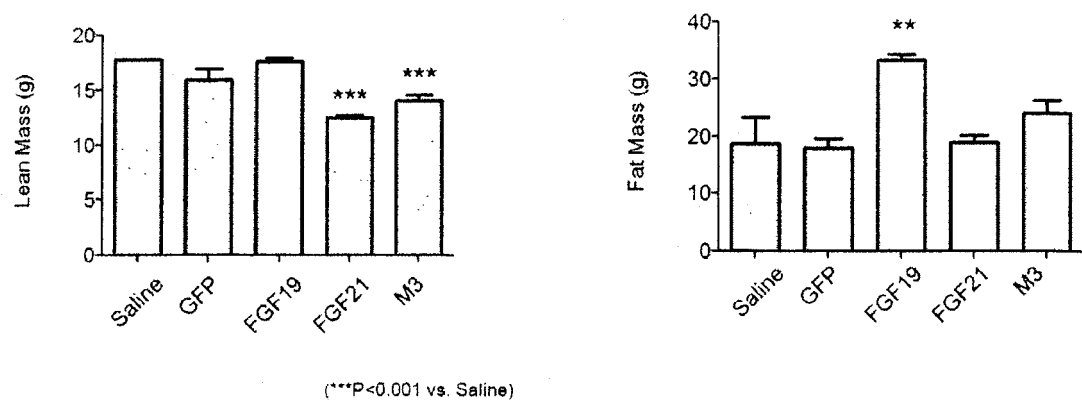 20
15
10
5
0
Lean Mass (g)
***
***
Saline
GFP
FGF19
FGF21
M3
(***P<0.001 vs. Saline)
40
30
20
10
0
Fat Mass (g)
**
Saline
GFP
FGF19
FGF21
M3